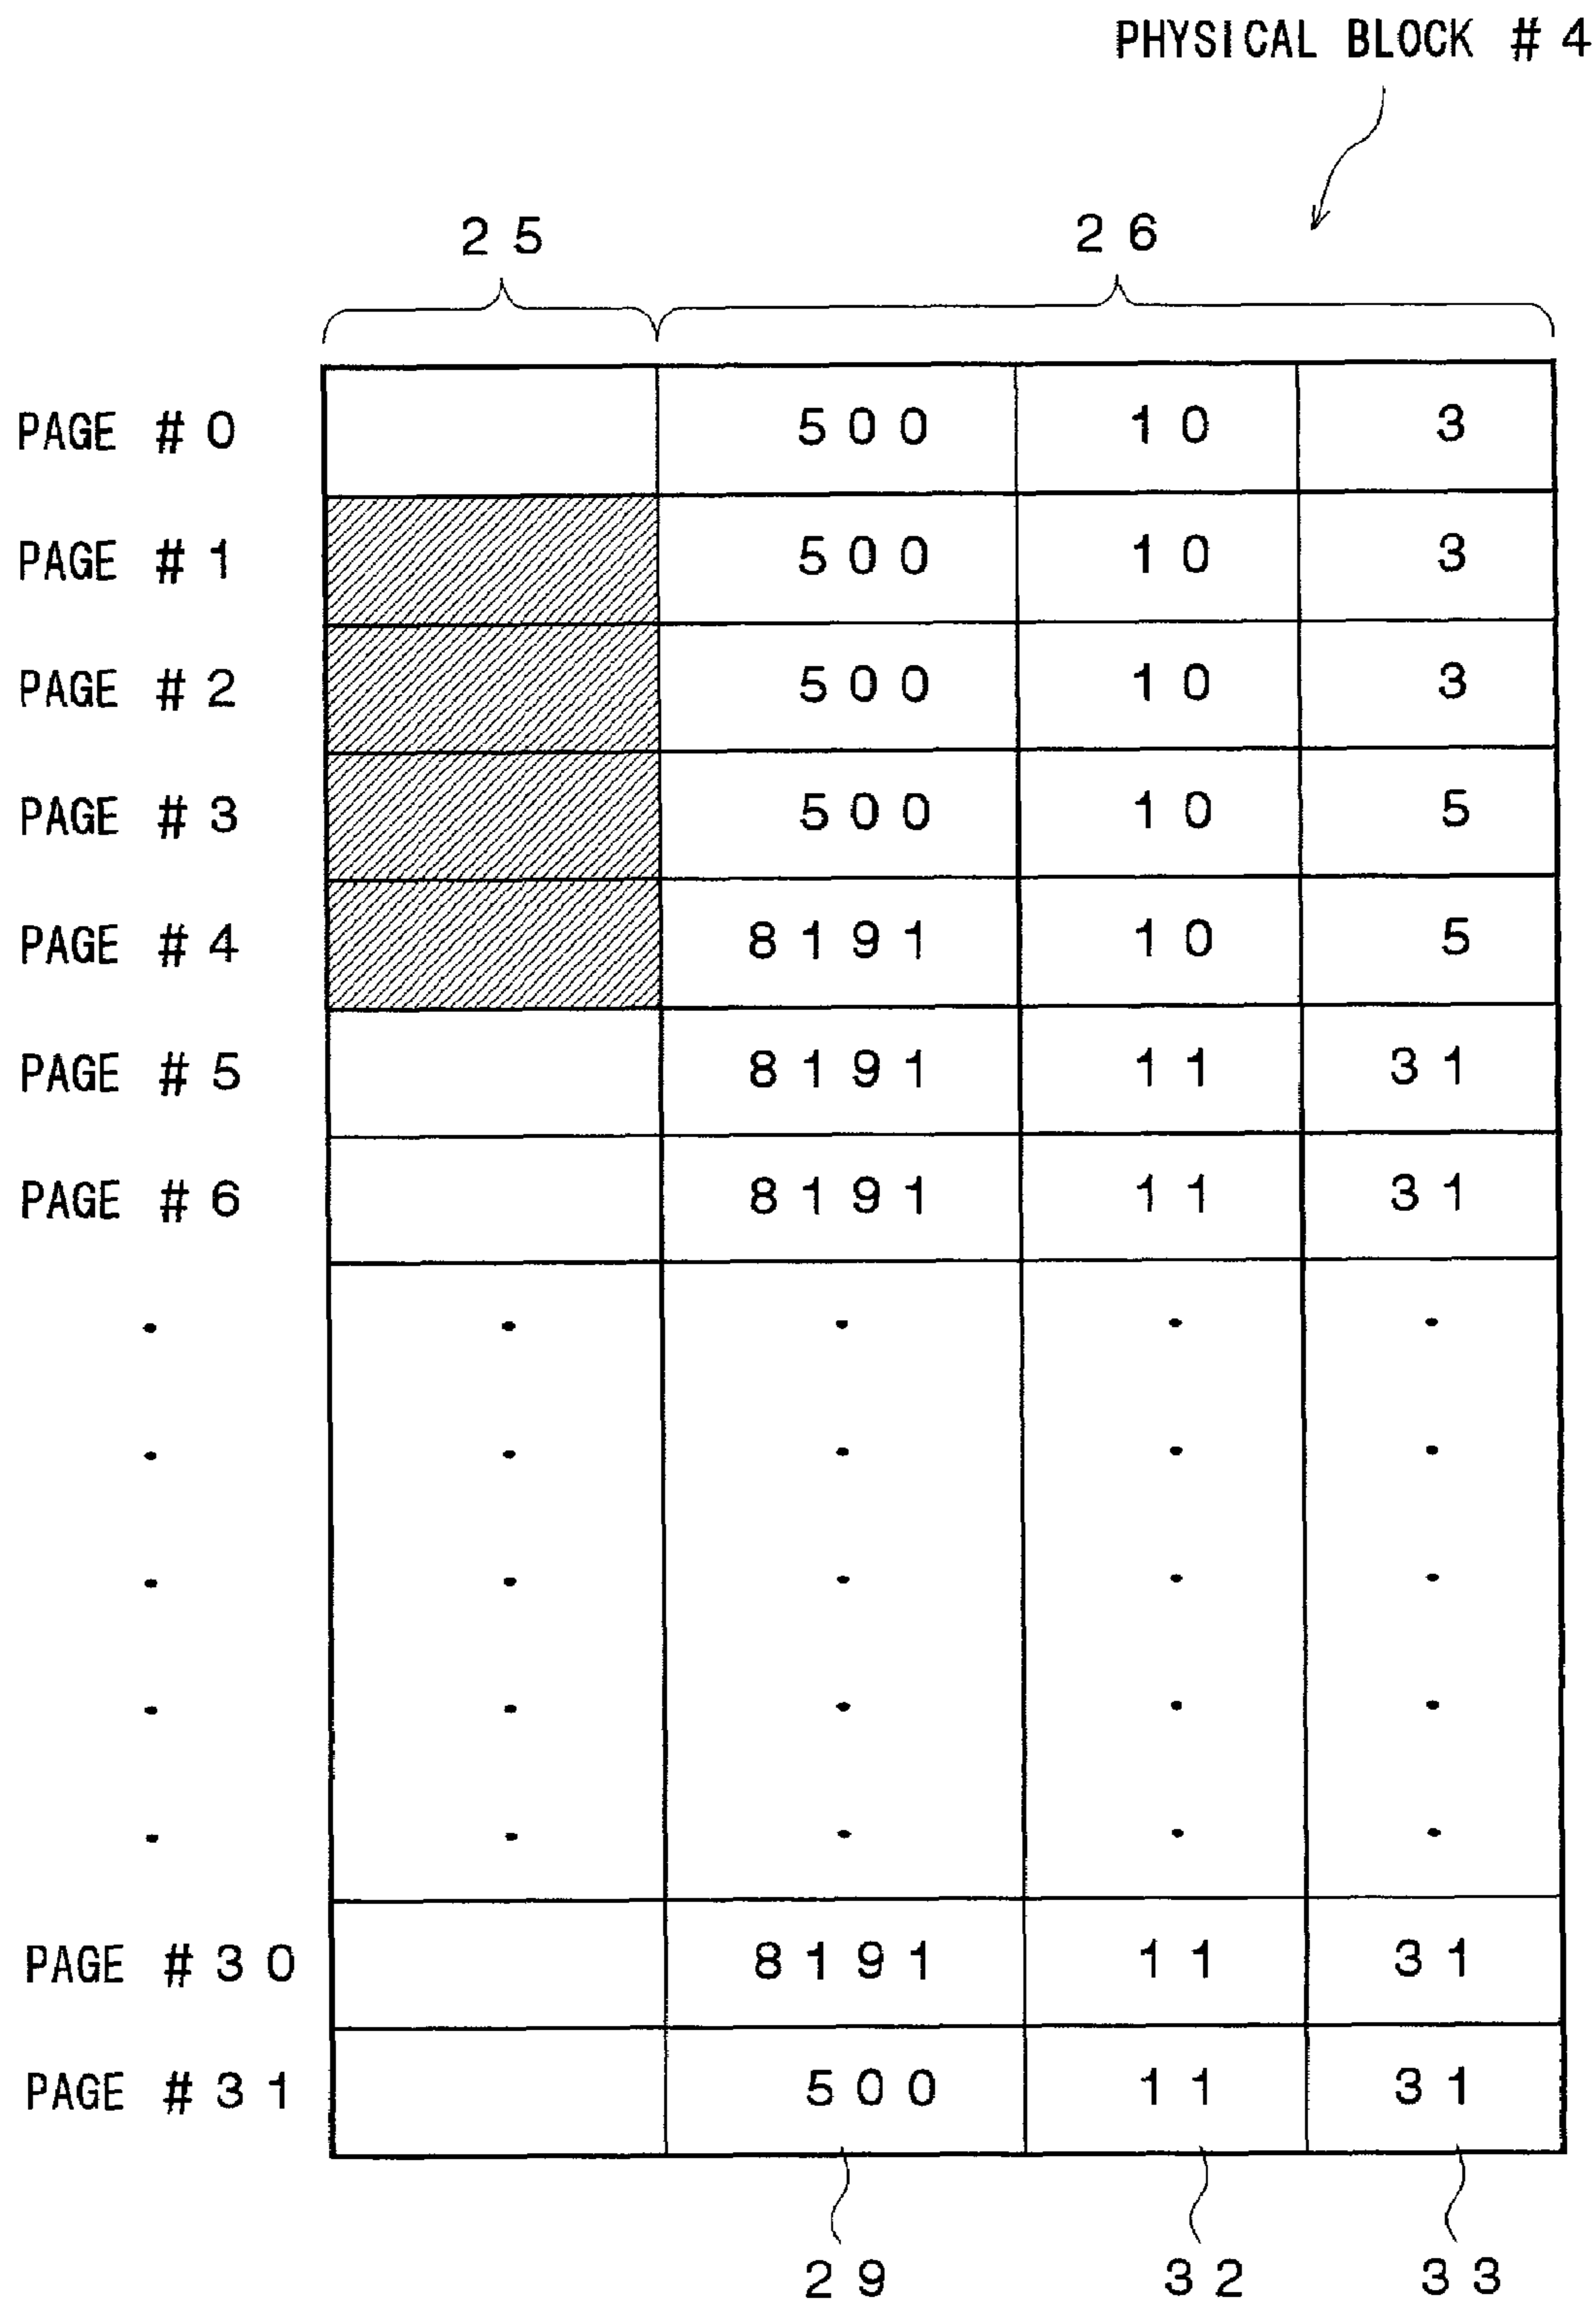 PHYSICAL BLOCK #4
25 26
PAGE #0 500 10 3
PAGE #1 500 10 3
PAGE #2 500 10 3
PAGE #3 500 10 5
PAGE #4 8191 10 5
PAGE #5 8191 11 31
PAGE #6 8191 11 31
PAGE #30 8191 11 31
PAGE #31 500 11 31
29 32 33